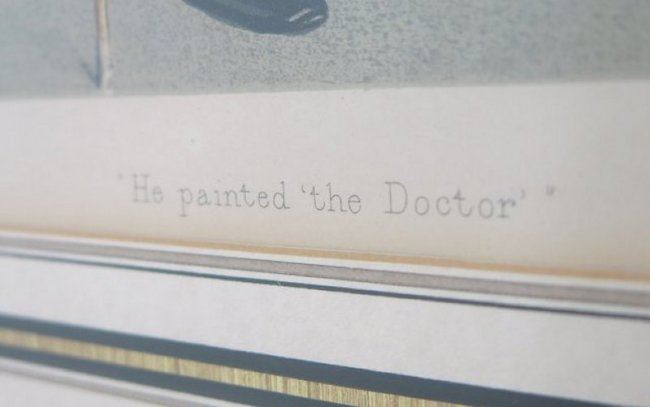 "He painted 'the Doctor'"